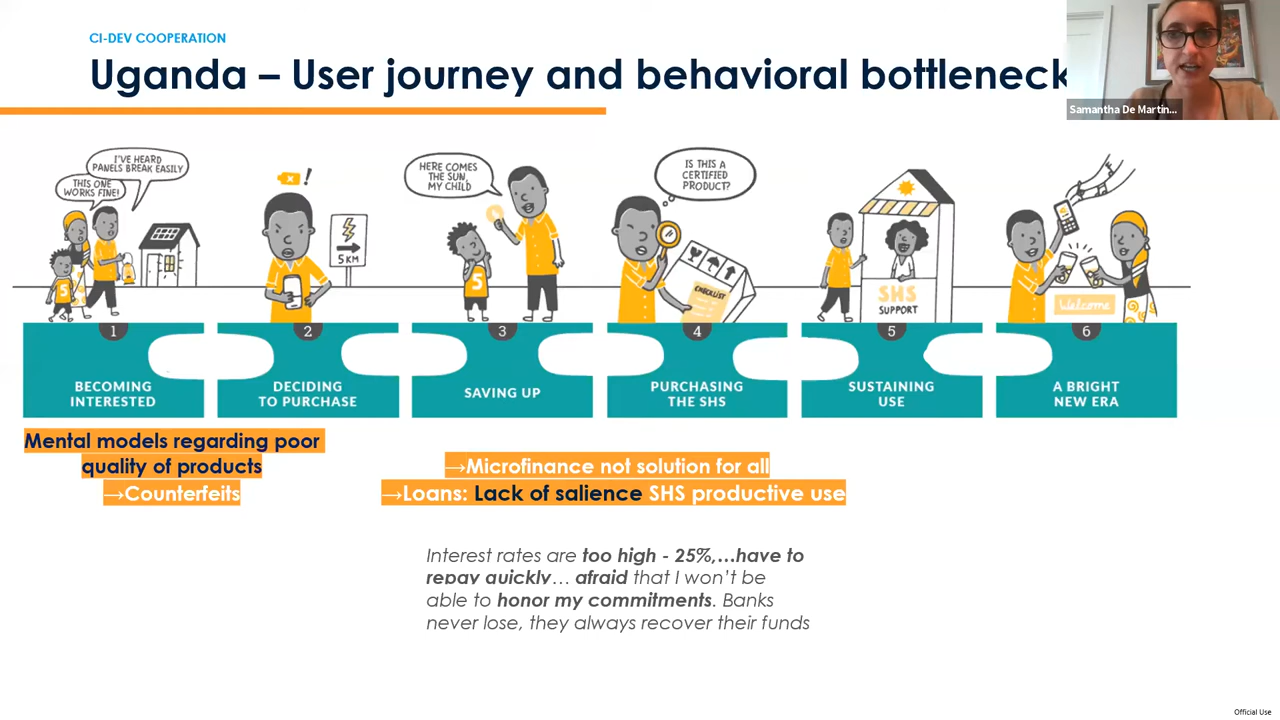 CI-DEV COOPERATION
Uganda – User journey and behavioral bottleneck
Samantha De Martin...
I'VE HEARD
PANELS BREAK EASILY
THIS ONE
WORKS FINE!
5
!
5 KM
HERE COMES
THE SUN,
MY CHILD
5
IS THIS A
CERTIFIED
PRODUCT?
CHECKLIST
SHS
SUPPORT
Welcome
1
BECOMING
INTERESTED
2
DECIDING
TO PURCHASE
3
SAVING UP
4
PURCHASING
THE SHS
5
SUSTAINING
USE
6
A BRIGHT
NEW ERA
Mental models regarding poor
quality of products
→Counterfeits
→Microfinance not solution for all
→Loans: Lack of salience SHS productive use
Interest rates are too high - 25%,...have to
repay quickly... afraid that I won't be
able to honor my commitments. Banks
never lose, they always recover their funds
Official Use